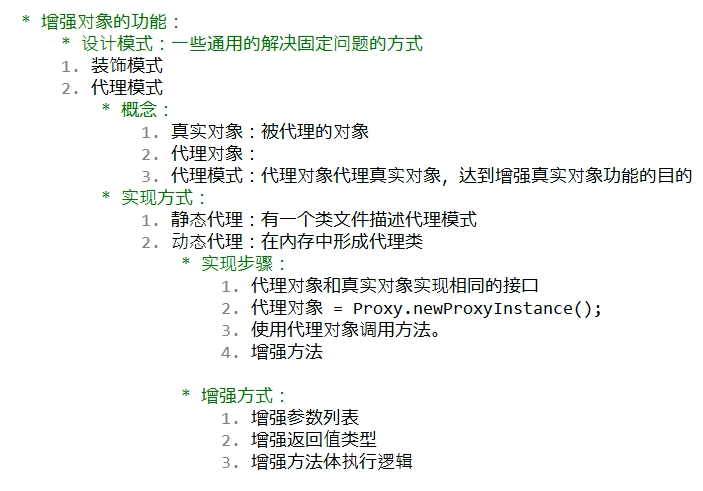 * 增强对象的功能：
* 设计模式：一些通用的解决固定问题的方式
1. 装饰模式
2. 代理模式
* 概念：
1. 真实对象：被代理的对象
2. 代理对象：
3. 代理模式：代理对象代理真实对象，达到增强真实对象功能的目的
* 实现方式：
1. 静态代理：有一个类文件描述代理模式
2. 动态代理：在内存中形成代理类
* 实现步骤：
1. 代理对象和真实对象实现相同的接口
2. 代理对象 = Proxy.newProxyInstance();
3. 使用代理对象调用方法。
4. 增强方法
* 增强方式：
1. 增强参数列表
2. 增强返回值类型
3. 增强方法体执行逻辑